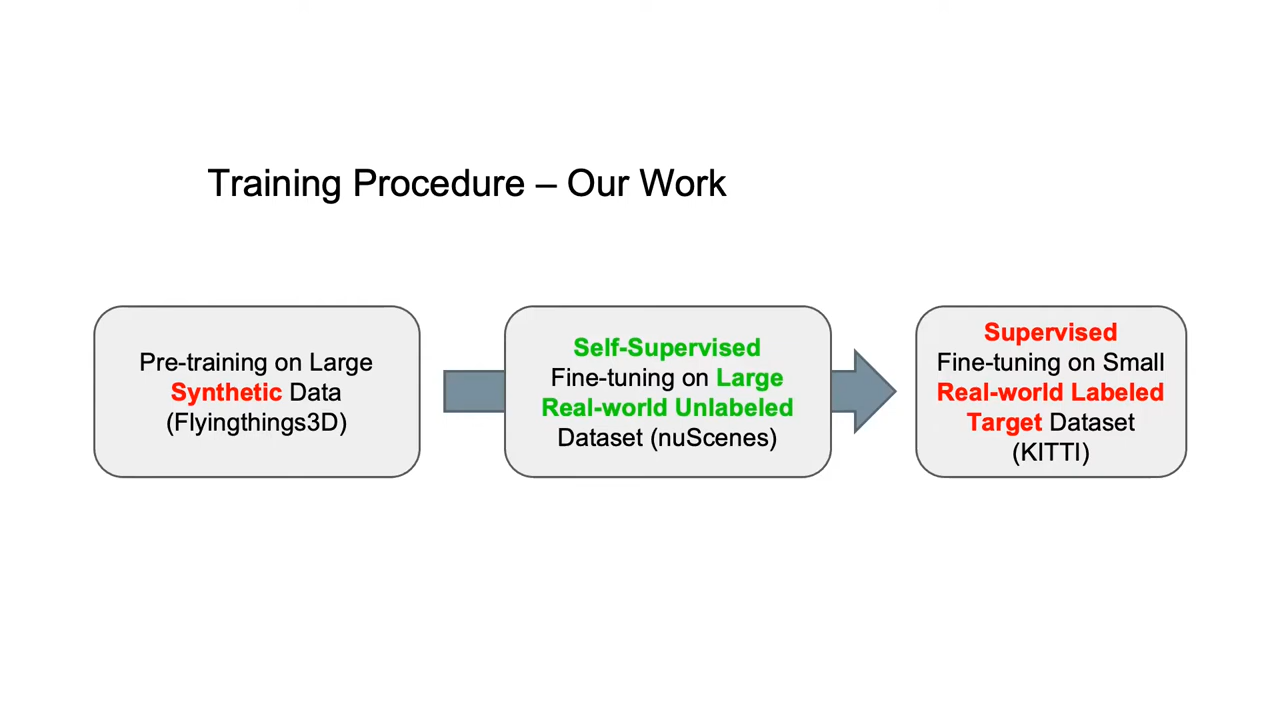 Training Procedure – Our Work
Pre-training on Large
Synthetic Data
(Flyingthings3D)
Self-Supervised
Fine-tuning on Large
Real-world Unlabeled
Dataset (nuScenes)
Supervised
Fine-tuning on Small
Real-world Labeled
Target Dataset
(KITTI)